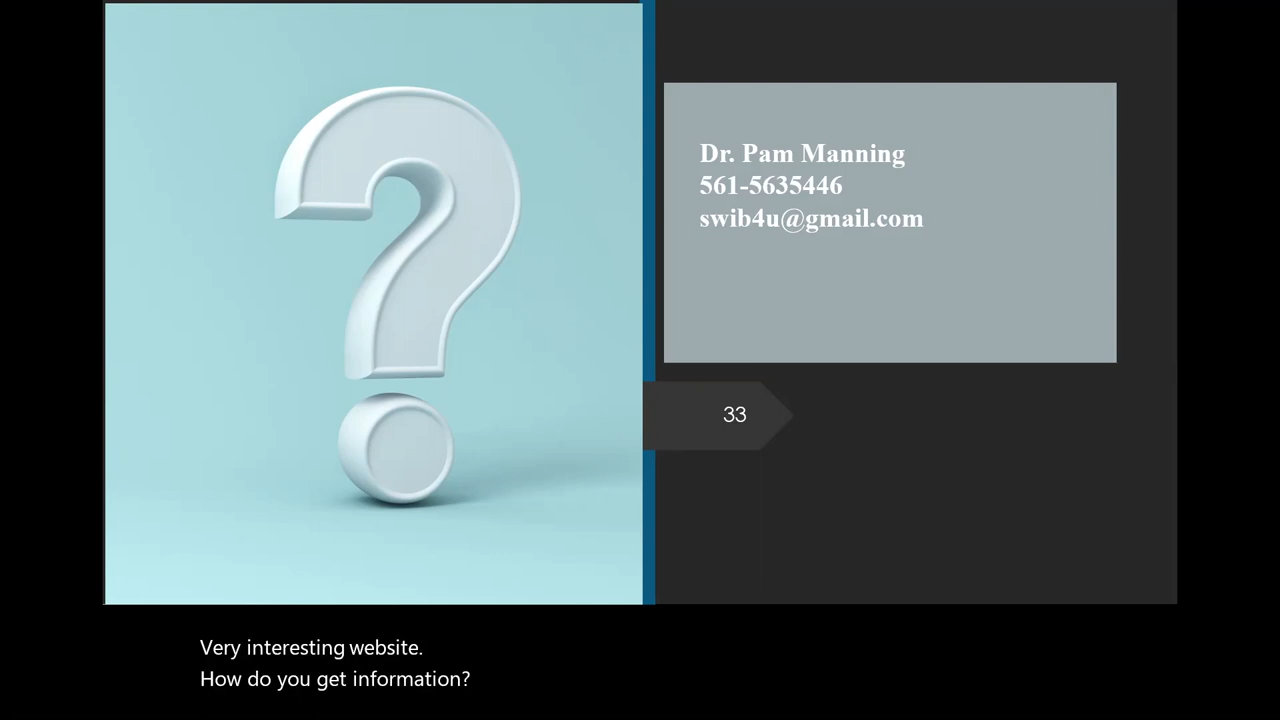 Dr. Pam Manning
561-5635446
swib4u@gmail.com
33
Very interesting website.
How do you get information?